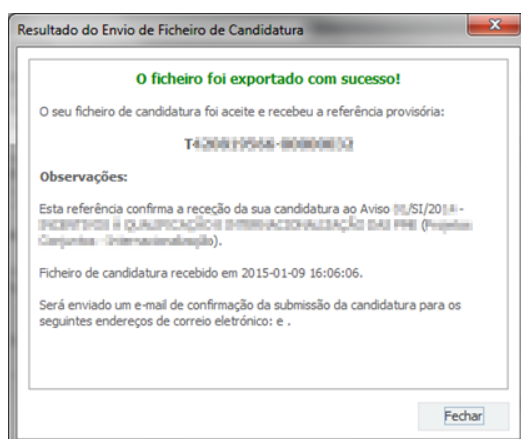 Resultado do Envio de Ficheiro de Candidatura
O ficheiro foi exportado com sucesso!
O seu ficheiro de candidatura foi aceite e recebeu a referência provisória:
Observações:
Esta referência confirma a receção da sua candidatura ao Aviso /SI/201 -
Ficheiro de candidatura recebido em 2015-01-09 16:06:06.
Será enviado um e-mail de confirmação da submissão da candidatura para os
seguintes endereços de correio eletrónico: e .
Fechar